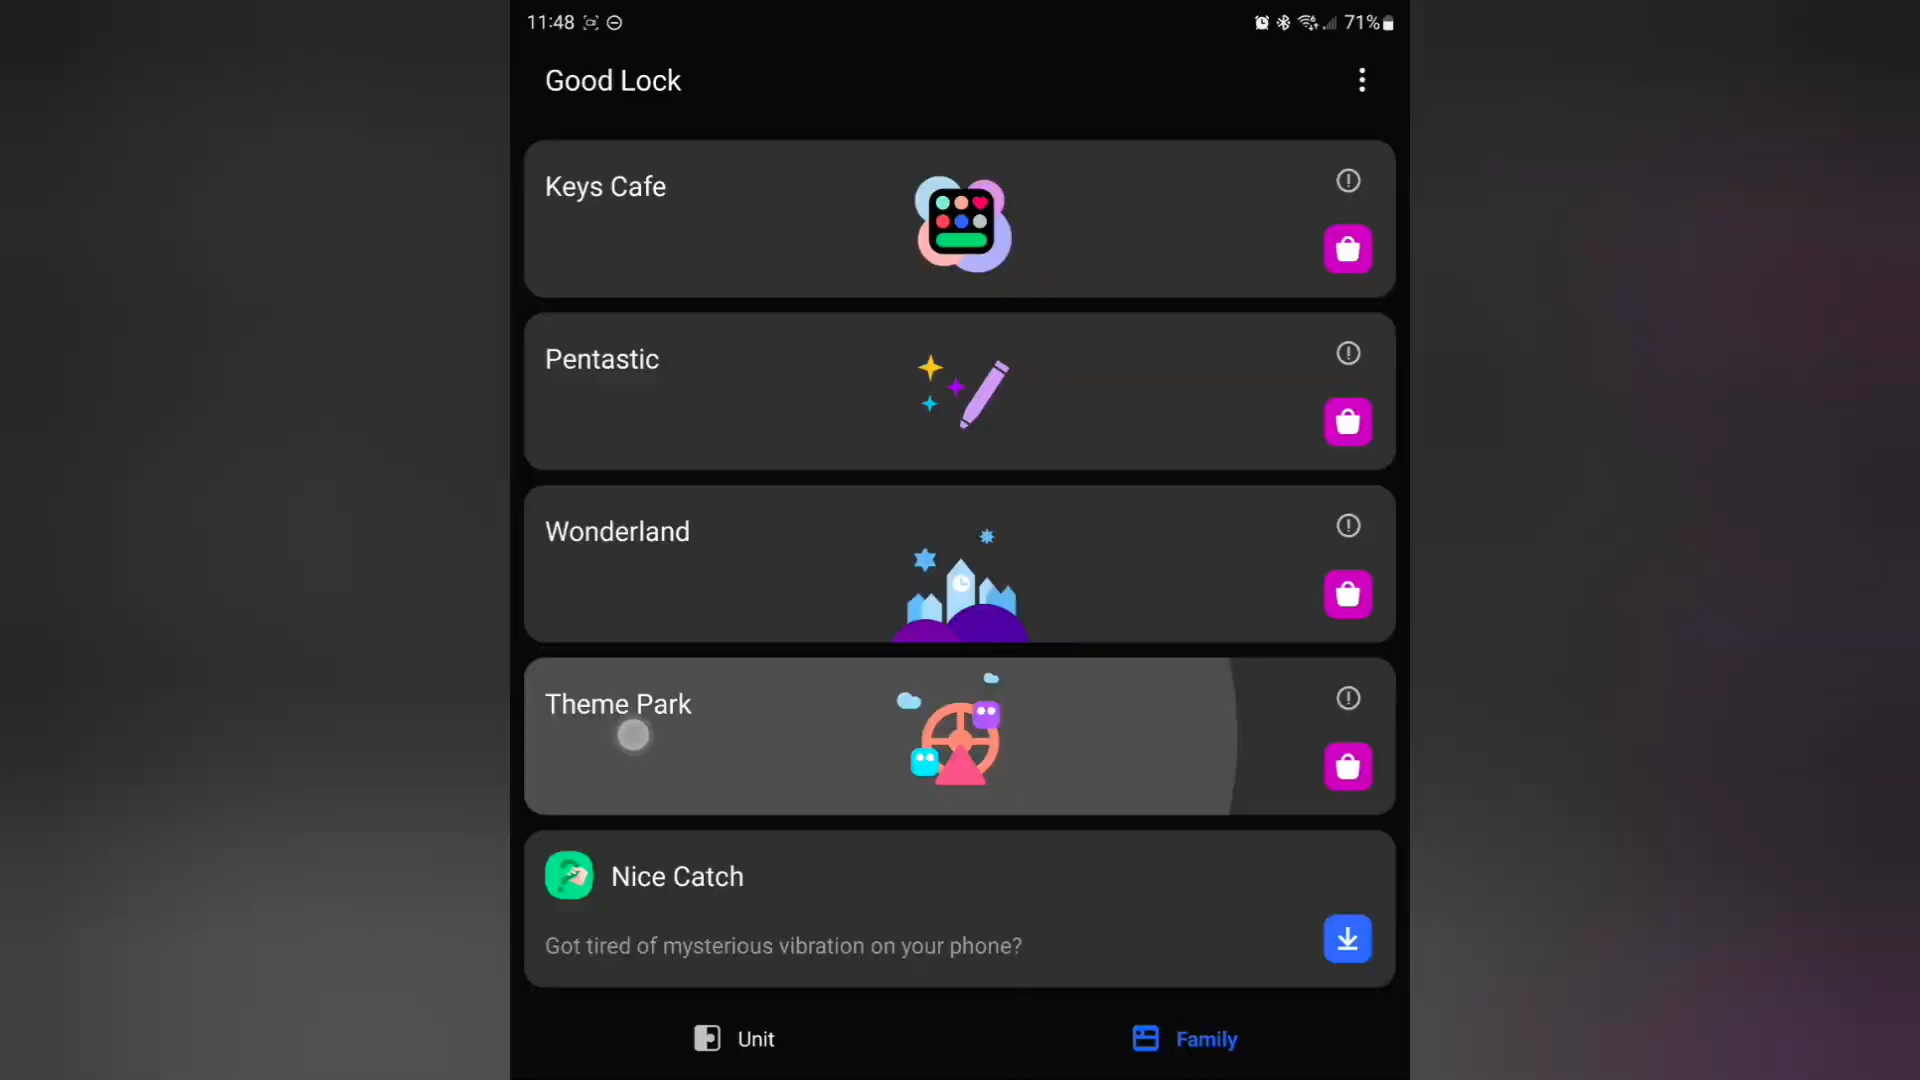 11:48
71%
Good Lock
Keys Cafe
Pentastic
Wonderland
Theme Park
Nice Catch
Got tired of mysterious vibration on your phone?
Unit
Family